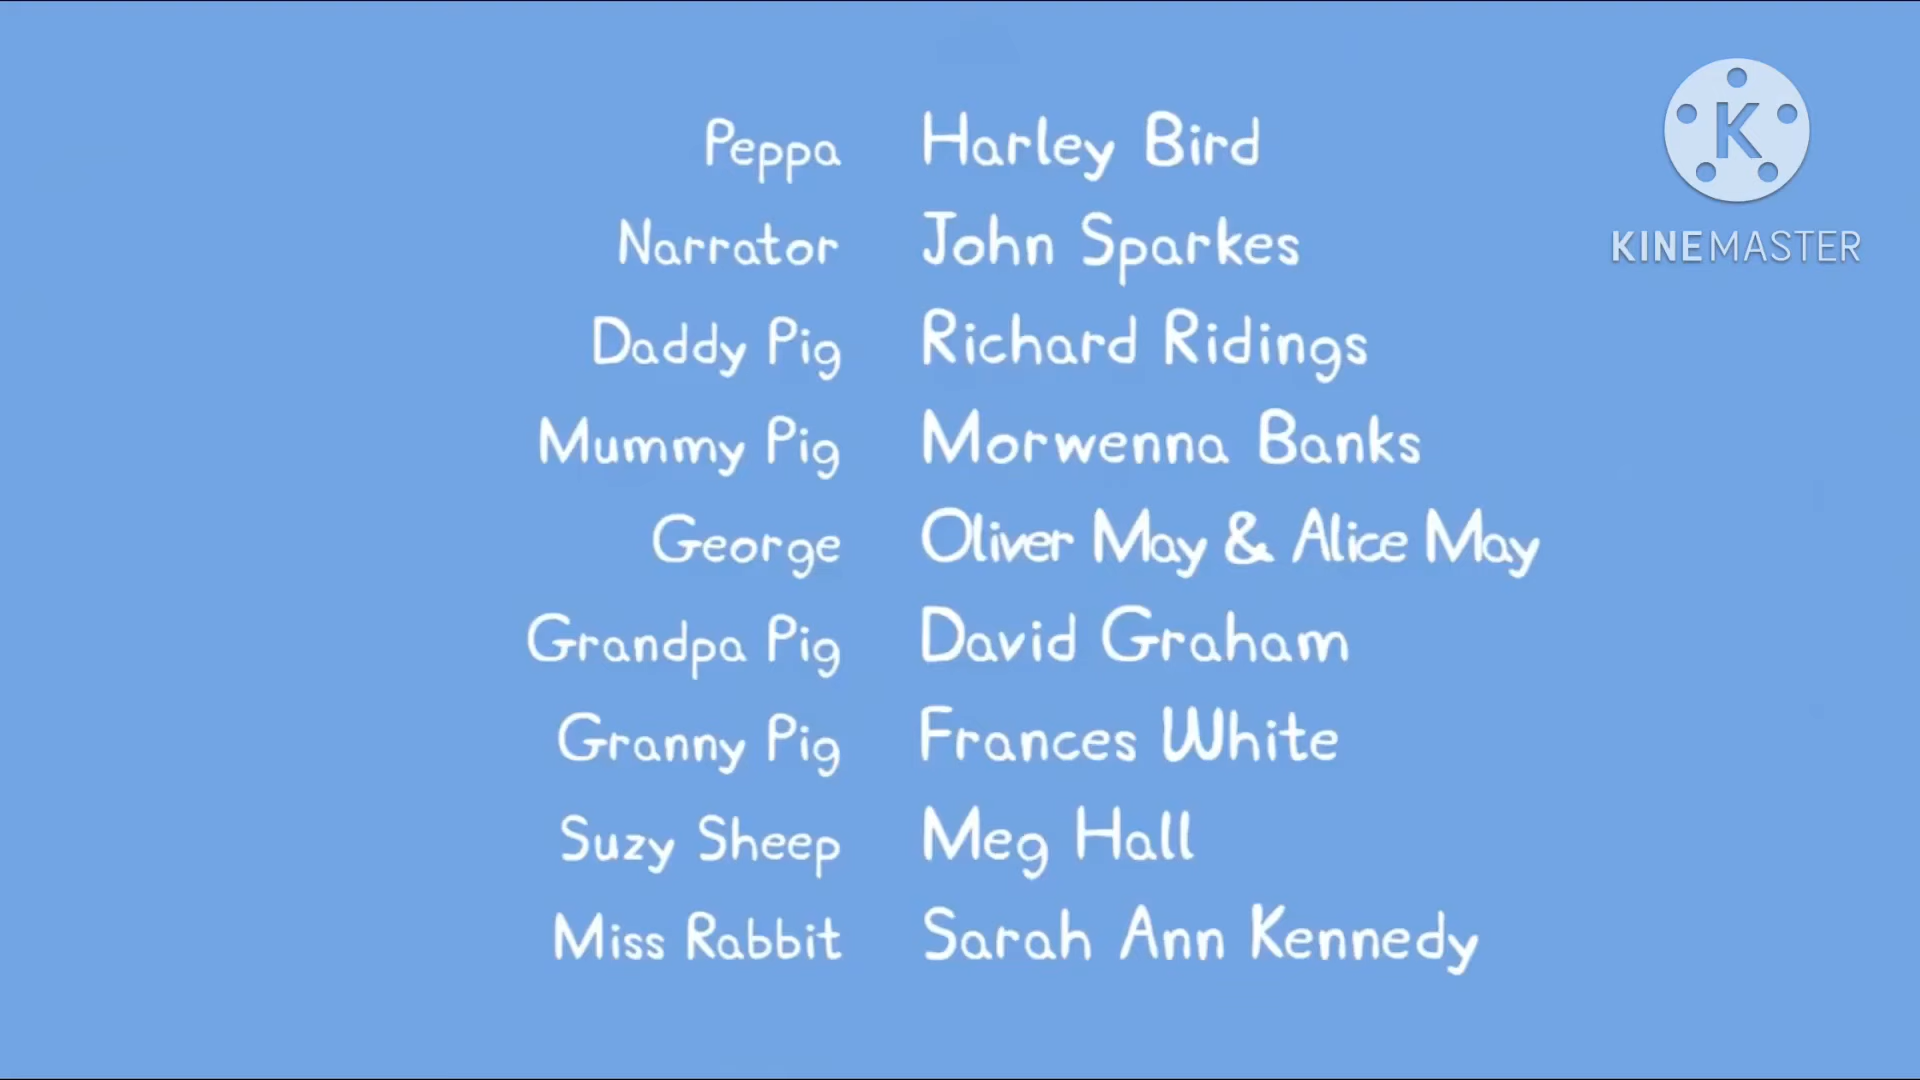 Peppa Harley Bird
Narrator John Sparkes
Daddy Pig Richard Ridings
Mummy Pig Morwenna Banks
George Oliver May & Alice May
Grandpa Pig David Graham
Granny Pig Frances White
Suzy Sheep Meg Hall
Miss Rabbit Sarah Ann Kennedy
K
KINEMASTER